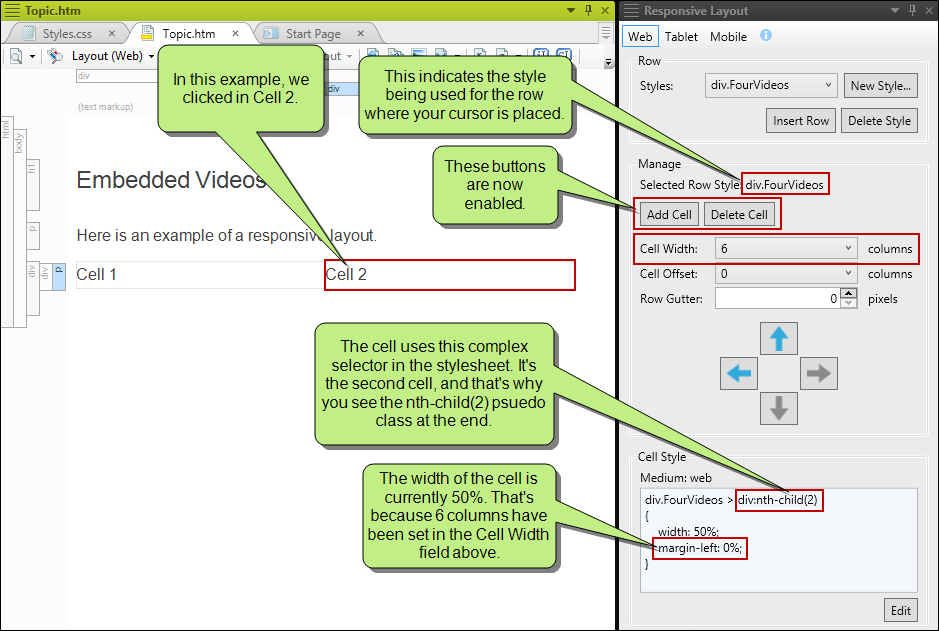 Topic.htm
Responsive Layout
Styles.css
Topic.htm
Start Page
Web Tablet Mobile
Layout (Web)
Row
Styles: div.FourVideos New Style...
Insert Row Delete Style
div
div
(text markup)
In this example, we
clicked in Cell 2.
This indicates the style
being used for the row
where your cursor is placed.
These buttons
are now
enabled.
html
body
h1
Embedded Videos
p
Here is an example of a responsive layout.
div
div
p
Cell 1
Cell 2
Manage
Selected Row Style: div.FourVideos
Add Cell Delete Cell
Cell Width: 6 columns
Cell Offset: 0 columns
Row Gutter: 0 pixels
The cell uses this complex
selector in the stylesheet. It's
the second cell, and that's why
you see the nth-child(2) psuedo
class at the end.
The width of the cell is
currently 50%. That's
because 6 columns have
been set in the Cell Width
field above.
Cell Style
Medium: web
div.FourVideos > div:nth-child(2)
{
width: 50%;
margin-left: 0%;
}
Edit